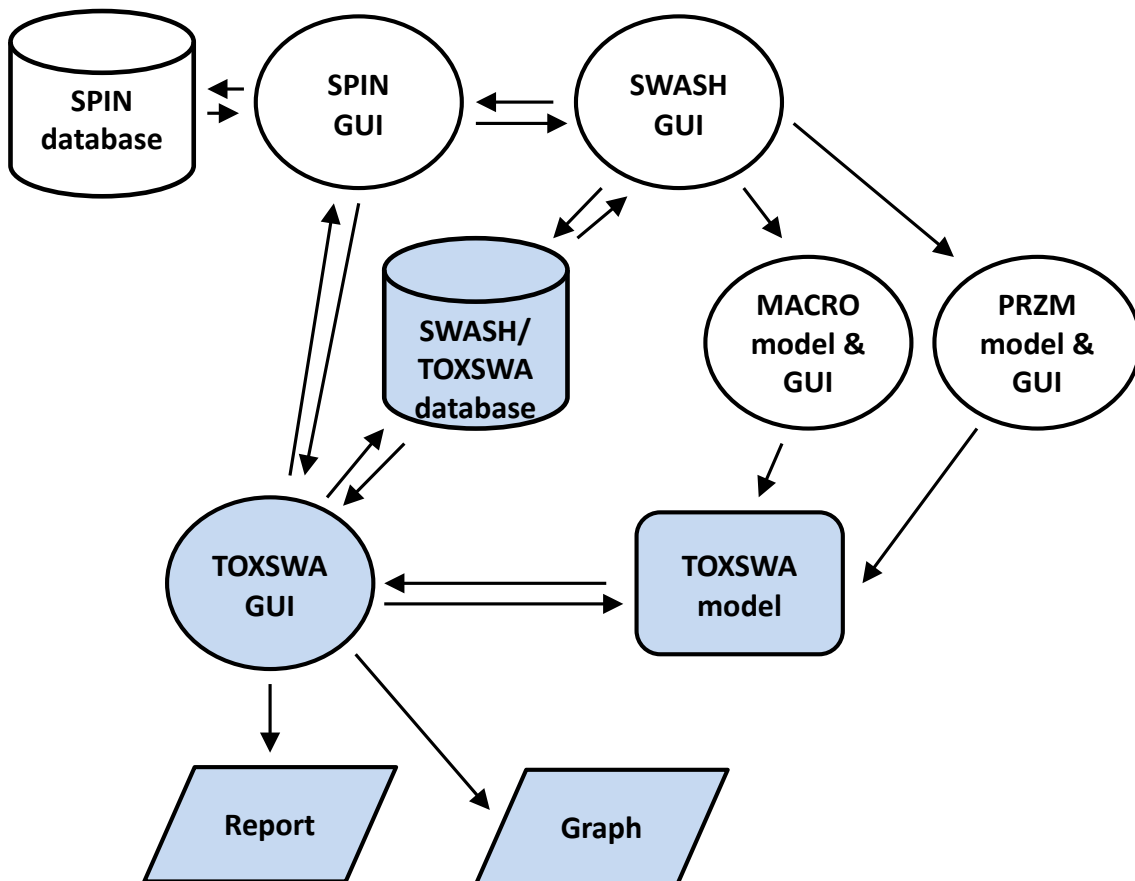 SPIN
database
SPIN
GUI
SWASH
GUI
SWASH/
TOXSWA
database
MACRO
model &
GUI
PRZM
model &
GUI
TOXSWA
GUI
TOXSWA
model
Report
Graph